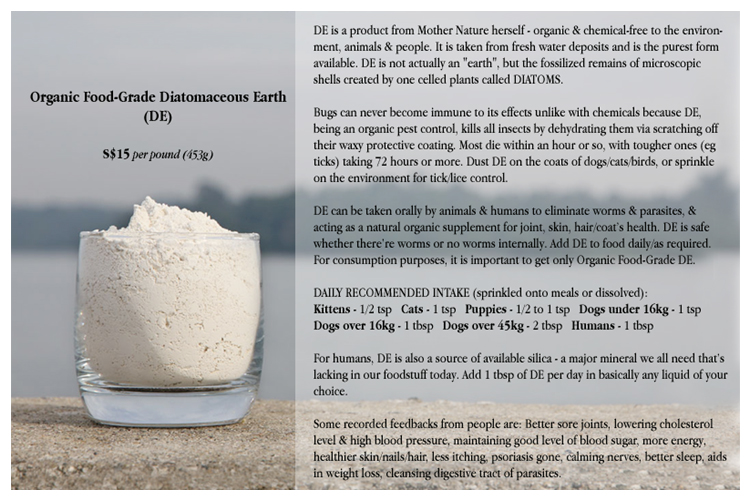 Organic Food-Grade Diatomaceous Earth
(DE)
S$15 per pound (453g)
DE is a product from Mother Nature herself - organic & chemical-free to the environ-
ment, animals & people. It is taken from fresh water deposits and is the purest form
available. DE is not actually an "earth", but the fossilized remains of microscopic
shells created by one celled plants called DIATOMS.
Bugs can never become immune to its effects unlike with chemicals because DE,
being an organic pest control, kills all insects by dehydrating them via scratching off
their waxy protective coating. Most die within an hour or so, with tougher ones (eg
ticks) taking 72 hours or more. Dust DE on the coats of dogs/cats/birds, or sprinkle
on the environment for tick/lice control.
DE can be taken orally by animals & humans to eliminate worms & parasites, &
acting as a natural organic supplement for joint, skin, hair/coat's health. DE is safe
whether there're worms or no worms internally. Add DE to food daily/as required.
For consumption purposes, it is important to get only Organic Food-Grade DE.
DAILY RECOMMENDED INTAKE (sprinkled onto meals or dissolved):
Kittens - 1/2 tsp Cats - 1 tsp Puppies - 1/2 to 1 tsp Dogs under 16kg - 1 tsp
Dogs over 16kg - 1 tbsp Dogs over 45kg - 2 tbsp Humans - 1 tbsp
For humans, DE is also a source of available silica - a major mineral we all need that's
lacking in our foodstuff today. Add 1 tbsp of DE per day in basically any liquid of your
choice.
Some recorded feedbacks from people are: Better sore joints, lowering cholesterol
level & high blood pressure, maintaining good level of blood sugar, more energy,
healthier skin/nails/hair, less itching, psoriasis gone, calming nerves, better sleep, aids
in weight loss, cleansing digestive tract of parasites.